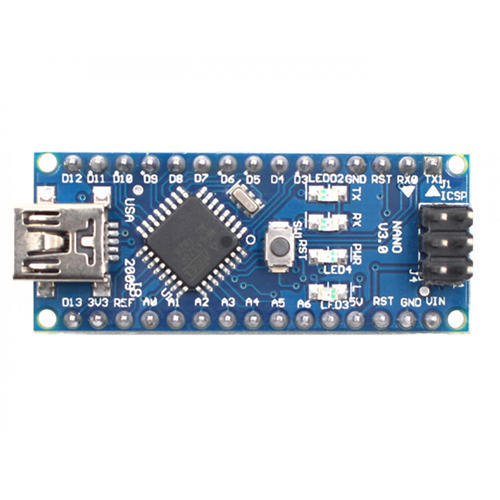 D12 D11 D10 D9 D8 D7 D6 D5 D4 D3 LED2 GND RST RX0 TX1
TX
RX
PWR
LED4
L
SW1 RST
USA
2009
NANO
V3.0
J1
ICSP
J4
D13 3V3 REF A0 A1 A2 A3 A4 A5 A6 LED3 5V RST GND VIN